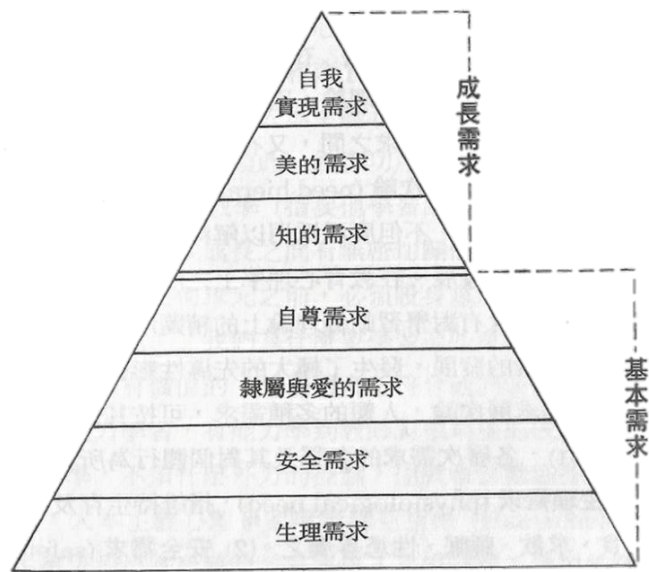 自我
實現需求
美的需求
知的需求
自尊需求
隸屬與愛的需求
安全需求
生理需求
成長需求
基本需求
(need hier